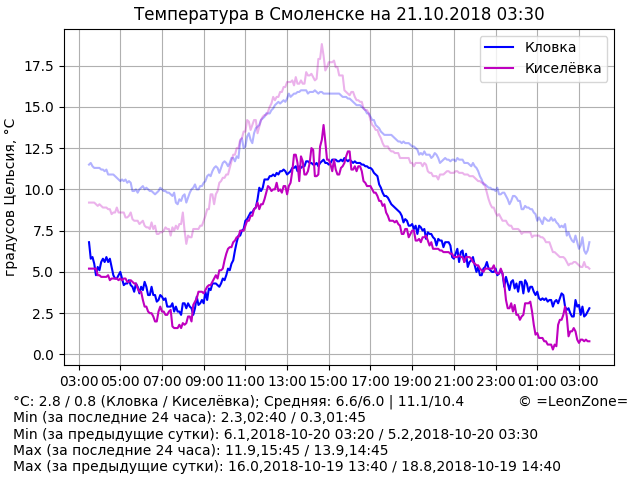 Температура в Смоленске на 21.10.2018 03:30
Кловка
Киселёвка
градусов Цельсия, °C
17.5
15.0
12.5
10.0
7.5
5.0
2.5
0.0
03:00 05:00 07:00 09:00 11:00 13:00 15:00 17:00 19:00 21:00 23:00 01:00 03:00
°C: 2.8 / 0.8 (Кловка / Киселёвка); Средняя: 6.6/6.0 | 11.1/10.4 © =LeonZone=
Min (за последние 24 часа): 2.3,02:40 / 0.3,01:45
Min (за предыдущие сутки): 6.1,2018-10-20 03:20 / 5.2,2018-10-20 03:30
Max (за последние 24 часа): 11.9,15:45 / 13.9,14:45
Max (за предыдущие сутки): 16.0,2018-10-19 13:40 / 18.8,2018-10-19 14:40